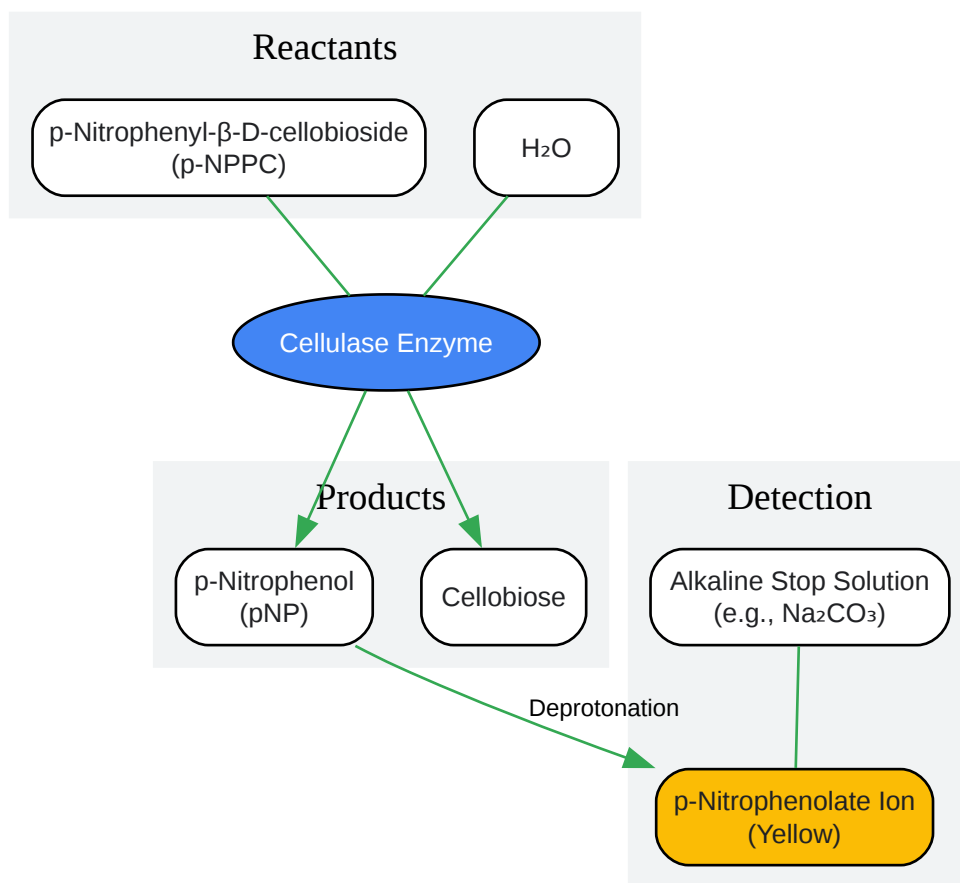 Reactants
p-Nitrophenyl-β-D-cellobioside
(p-NPPC)
H₂O
Cellulase Enzyme
Products
p-Nitrophenol
(pNP)
Cellobiose
Detection
Alkaline Stop Solution
(e.g., Na₂CO₃)
Deprotonation
p-Nitrophenolate Ion
(Yellow)